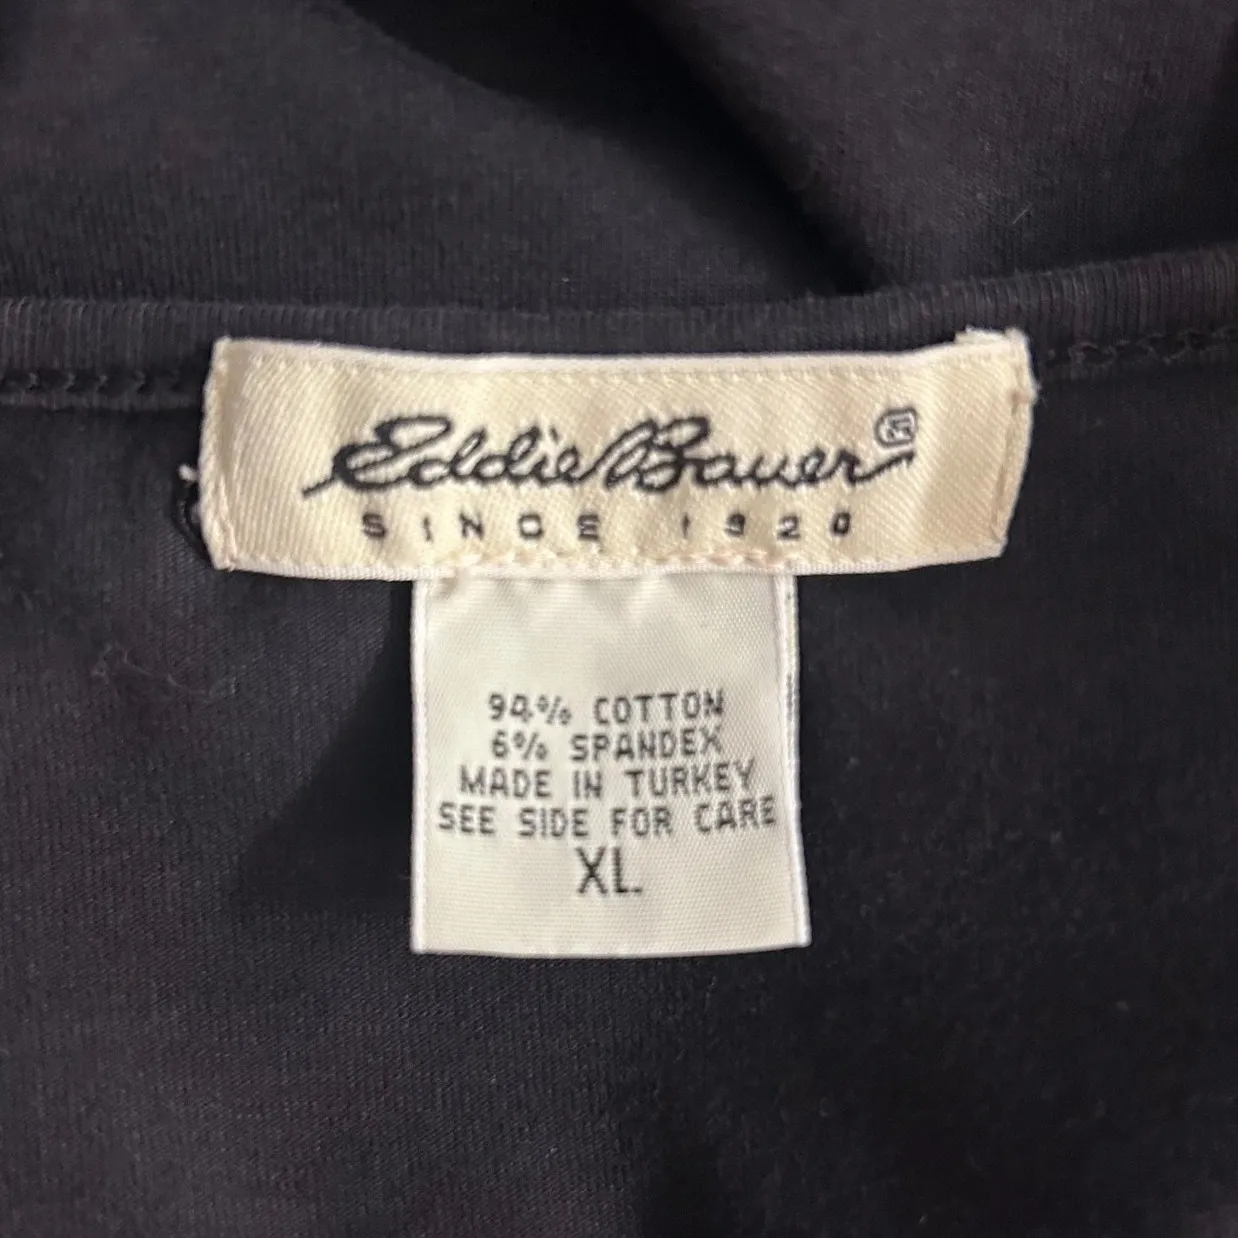 Eddie Bauer®
SINCE 1920
94% COTTON
6% SPANDEX
MADE IN TURKEY
SEE SIDE FOR CARE
XL